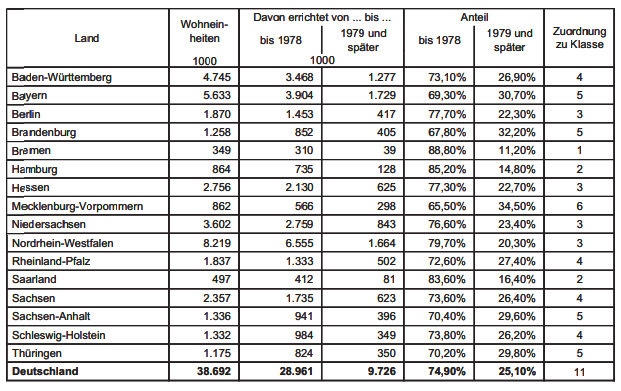 Land Wohnein- heiten 1000 Davon errichtet von ... bis ... Anteil Zuordnung zu Klasse
bis 1978 1979 und später bis 1978 1979 und später
1000
Baden-Württemberg 4.745 3.468 1.277 73,10% 26,90% 4
Bayern 5.633 3.904 1.729 69,30% 30,70% 5
Berlin 1.870 1.453 417 77,70% 22,30% 3
Brandenburg 1.258 852 405 67,80% 32,20% 5
Bremen 349 310 39 88,80% 11,20% 1
Hamburg 864 735 128 85,20% 14,80% 2
Hessen 2.756 2.130 625 77,30% 22,70% 3
Mecklenburg-Vorpommern 862 566 298 65,50% 34,50% 6
Niedersachsen 3.602 2.759 843 76,60% 23,40% 3
Nordrhein-Westfalen 8.219 6.555 1.664 79,70% 20,30% 3
Rheinland-Pfalz 1.837 1.333 502 72,60% 27,40% 4
Saarland 497 412 81 83,60% 16,40% 2
Sachsen 2.357 1.735 623 73,60% 26,40% 4
Sachsen-Anhalt 1.336 941 396 70,40% 29,60% 5
Schleswig-Holstein 1.332 984 349 73,80% 26,20% 4
Thüringen 1.175 824 350 70,20% 29,80% 5
Deutschland 38.692 28.961 9.726 74,90% 25,10% 11